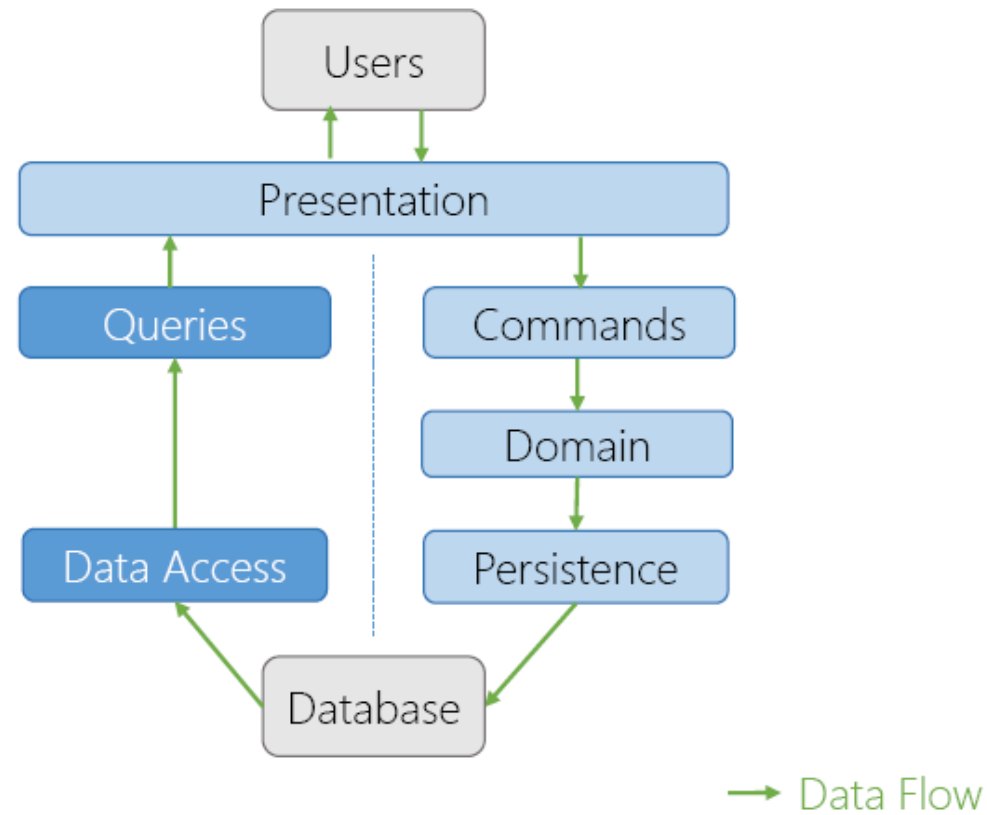 Users
Presentation
Queries
Commands
Domain
Data Access
Persistence
Database
Data Flow